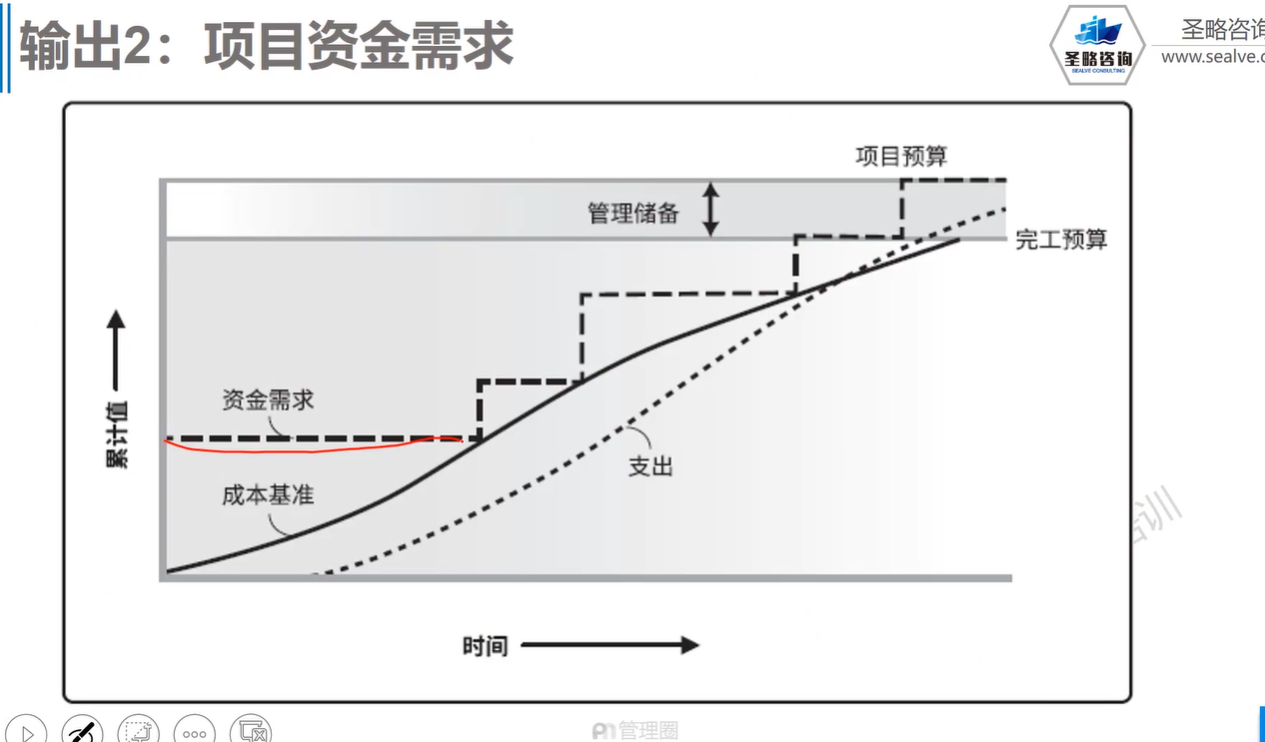 输出2：项目资金需求
圣略咨询
www.sealve.c
圣略咨询
SEALVE CONSULTING
项目预算
管理储备
完工预算
资金需求
累计值
支出
成本基准
培训
时间
管理圈